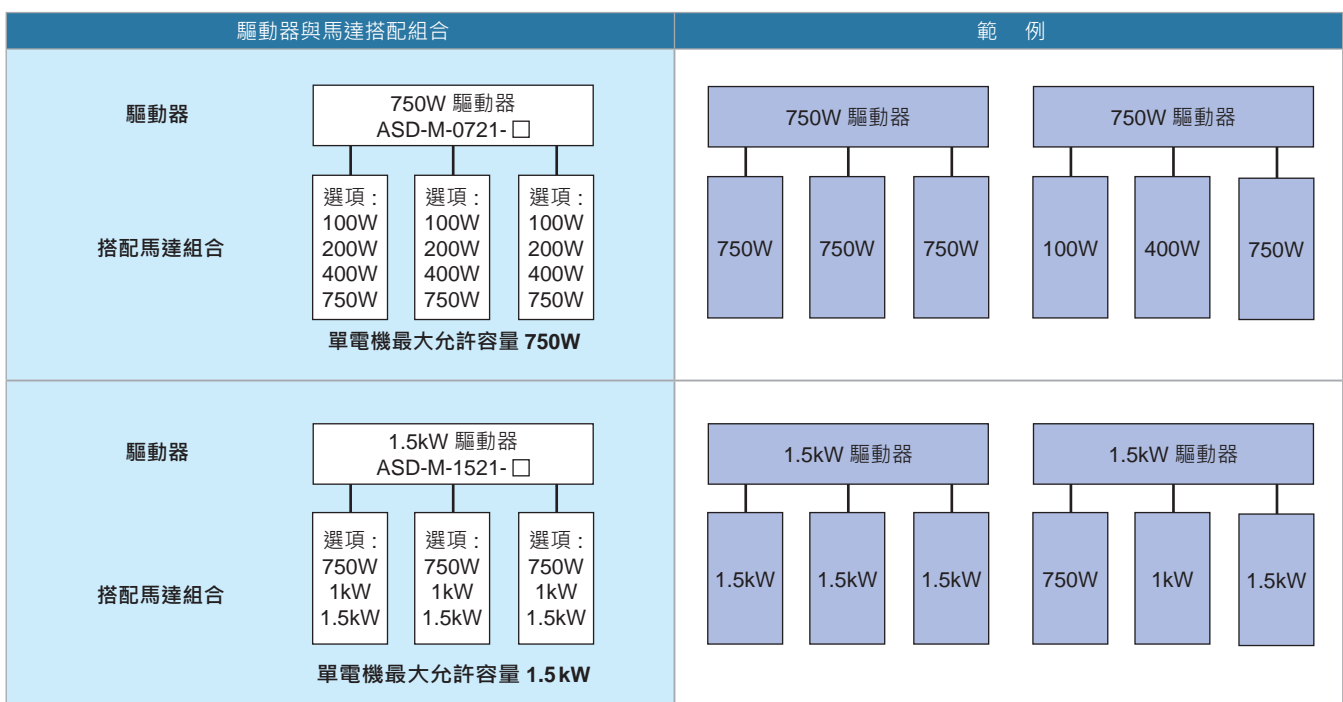 驅動器與馬達搭配組合
範 例
驅動器
750W 驅動器
ASD-M-0721-□
搭配馬達組合
選項 :
100W
200W
400W
750W
選項 :
100W
200W
400W
750W
選項 :
100W
200W
400W
750W
單電機最大允許容量 750W
750W 驅動器
750W
750W
750W
750W 驅動器
100W
400W
750W
驅動器
1.5kW 驅動器
ASD-M-1521-□
搭配馬達組合
選項 :
750W
1kW
1.5kW
選項 :
750W
1kW
1.5kW
選項 :
750W
1kW
1.5kW
單電機最大允許容量 1.5 kW
1.5kW 驅動器
1.5kW
1.5kW
1.5kW
1.5kW 驅動器
750W
1kW
1.5kW